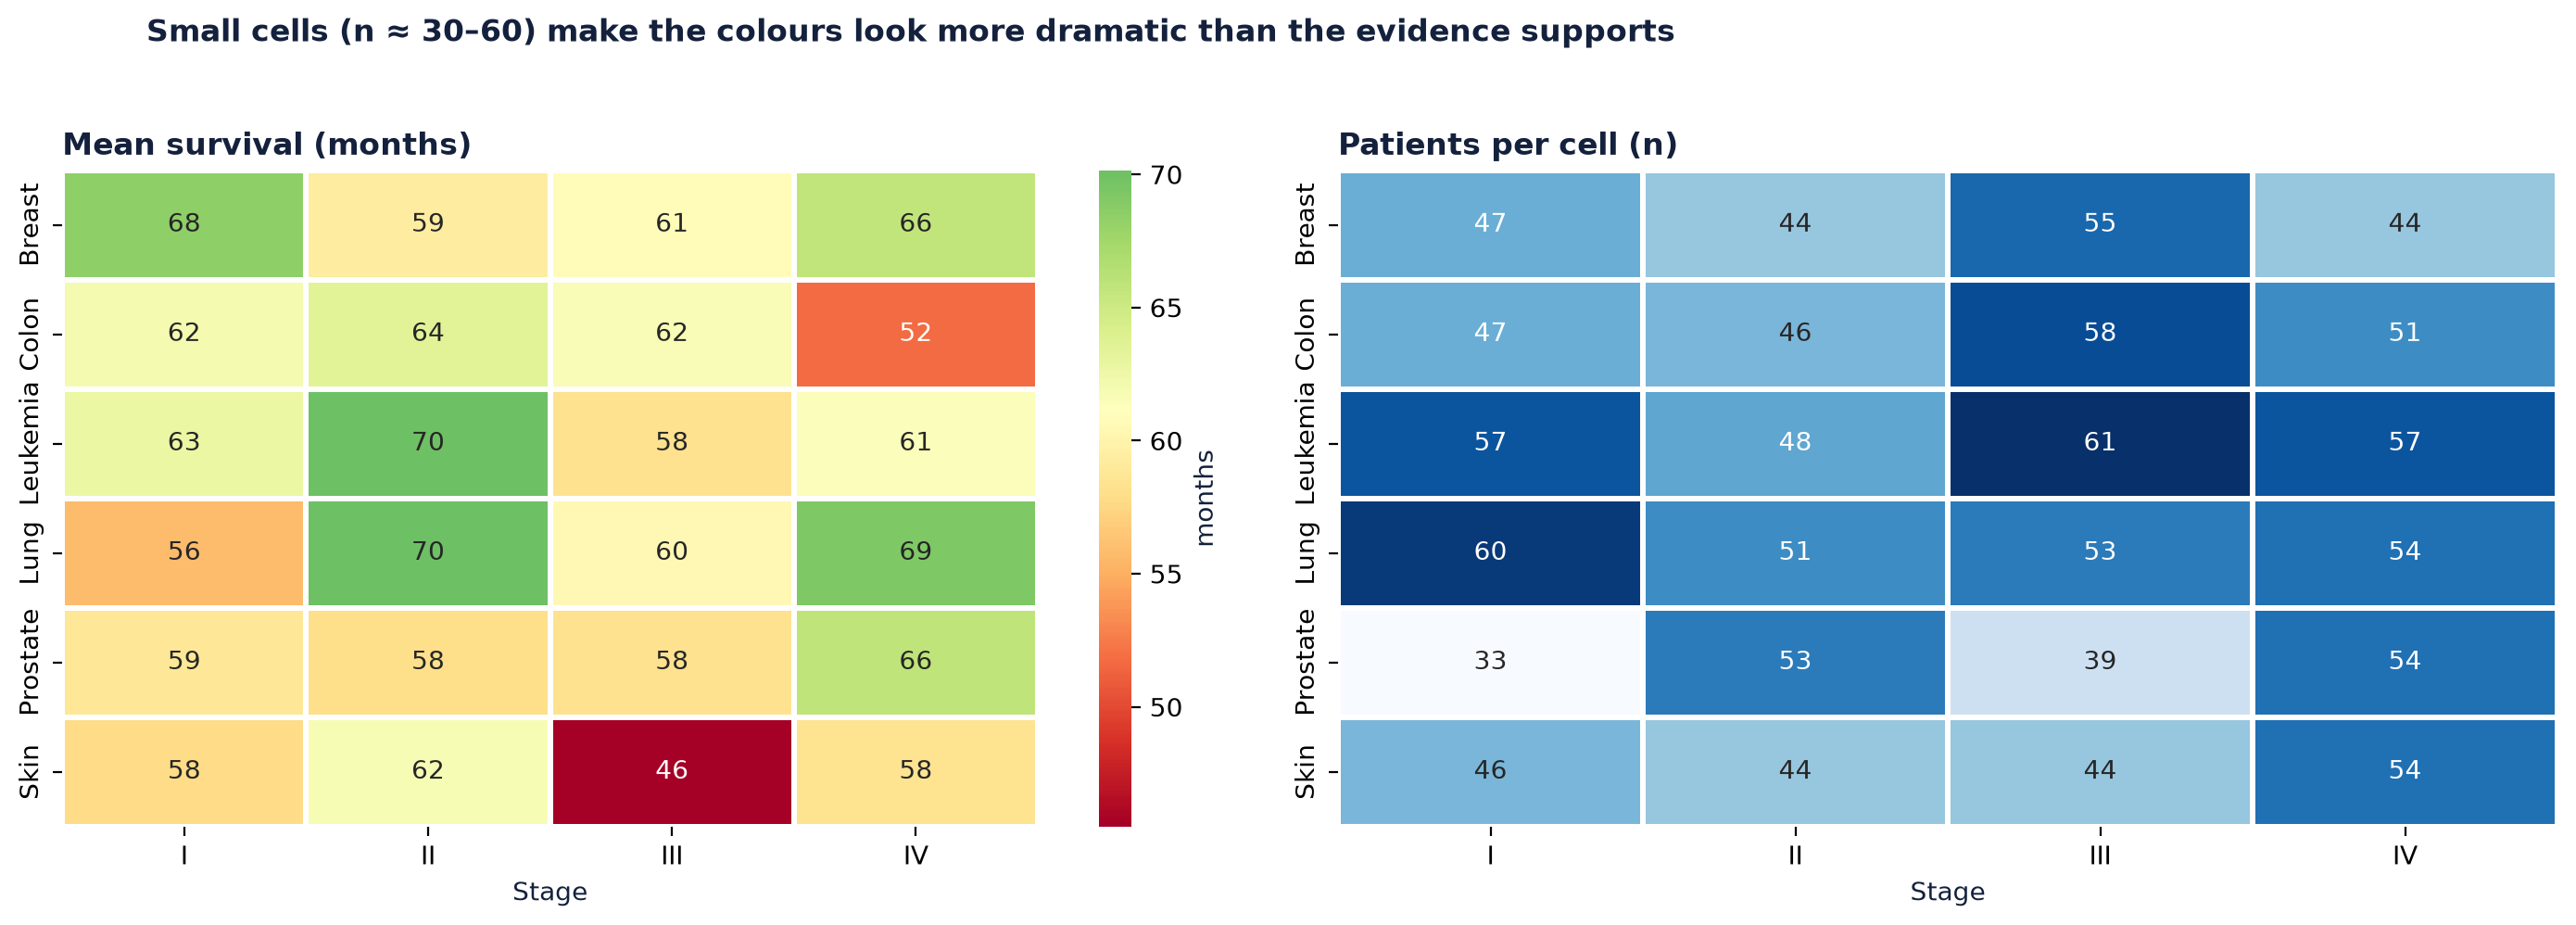 Small cells (n ≈ 30–60) make the colours look more dramatic than the evidence supports
Mean survival (months)
Breast 68 59 61 66
Colon 62 64 62 52
Leukemia 63 70 58 61
Lung 56 70 60 69
Prostate 59 58 58 66
Skin 58 62 46 58
I II III IV
Stage
70
65
60
55
50
months
Patients per cell (n)
Breast 47 44 55 44
Colon 47 46 58 51
Leukemia 57 48 61 57
Lung 60 51 53 54
Prostate 33 53 39 54
Skin 46 44 44 54
I II III IV
Stage